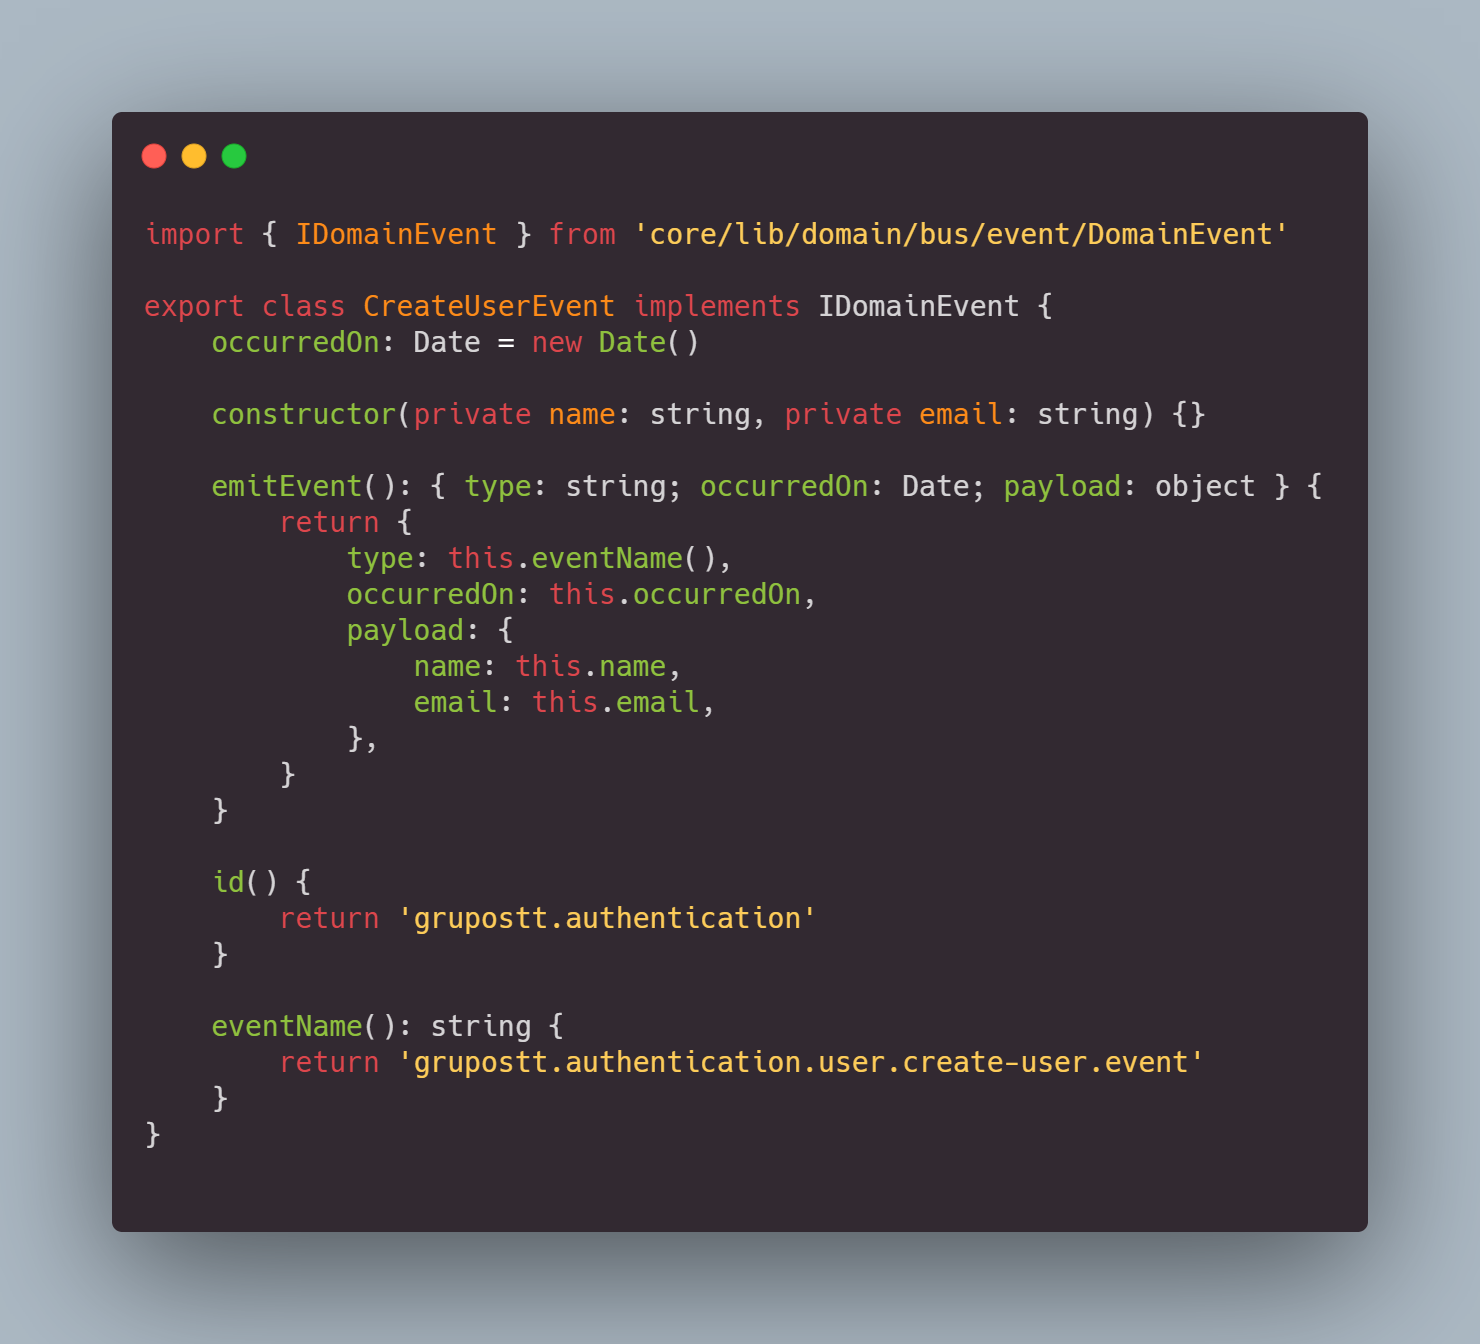 import { IDomainEvent } from 'core/lib/domain/bus/event/DomainEvent'

export class CreateUserEvent implements IDomainEvent {
    occurredOn: Date = new Date()

    constructor(private name: string, private email: string) {}

    emitEvent(): { type: string; occurredOn: Date; payload: object } {
        return {
            type: this.eventName(),
            occurredOn: this.occurredOn,
            payload: {
                name: this.name,
                email: this.email,
            },
        }
    }

    id() {
        return 'grupostt.authentication'
    }

    eventName(): string {
        return 'grupostt.authentication.user.create-user.event'
    }
}